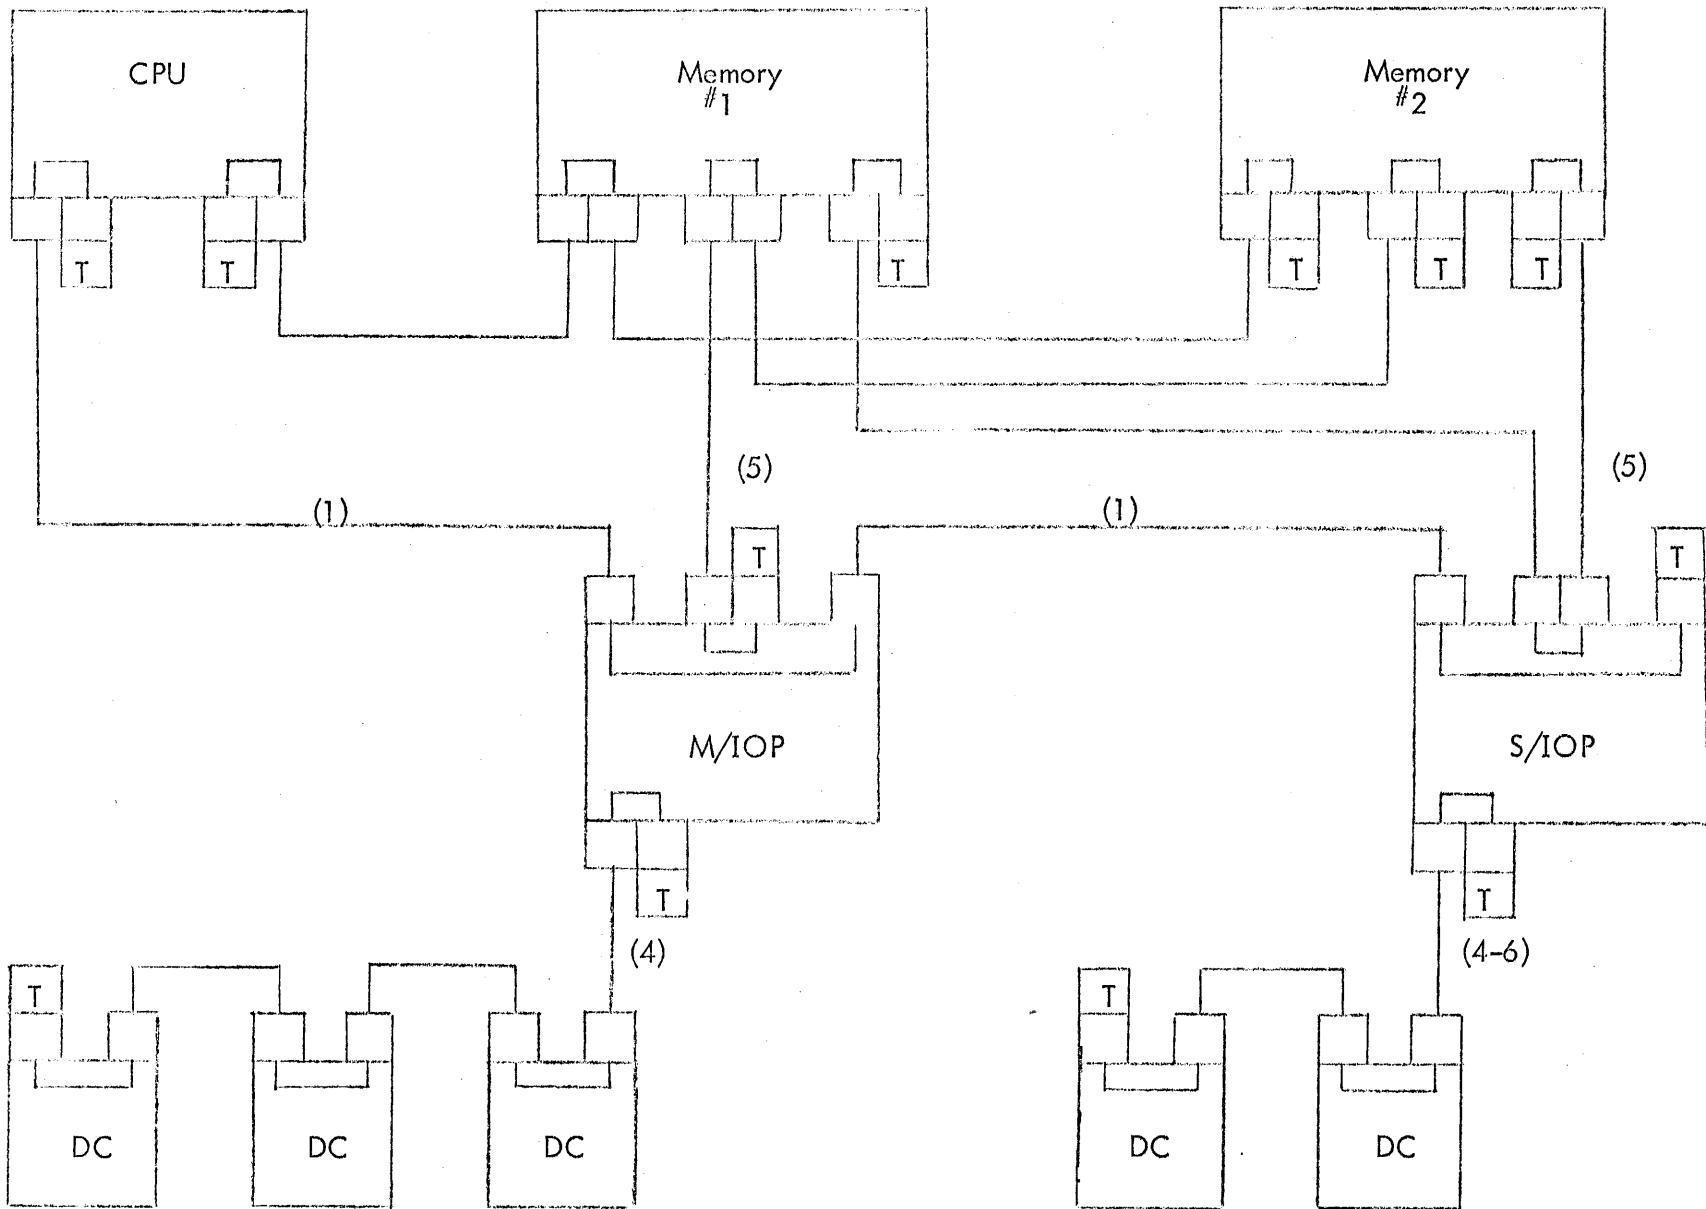 CPU
Memory
#1
Memory
#2
T
T
T
T
T
T
(5)
(5)
(1)
(1)
T
T
M/IOP
S/IOP
T
T
(4)
(4-6)
T
T
DC
DC
DC
DC
DC